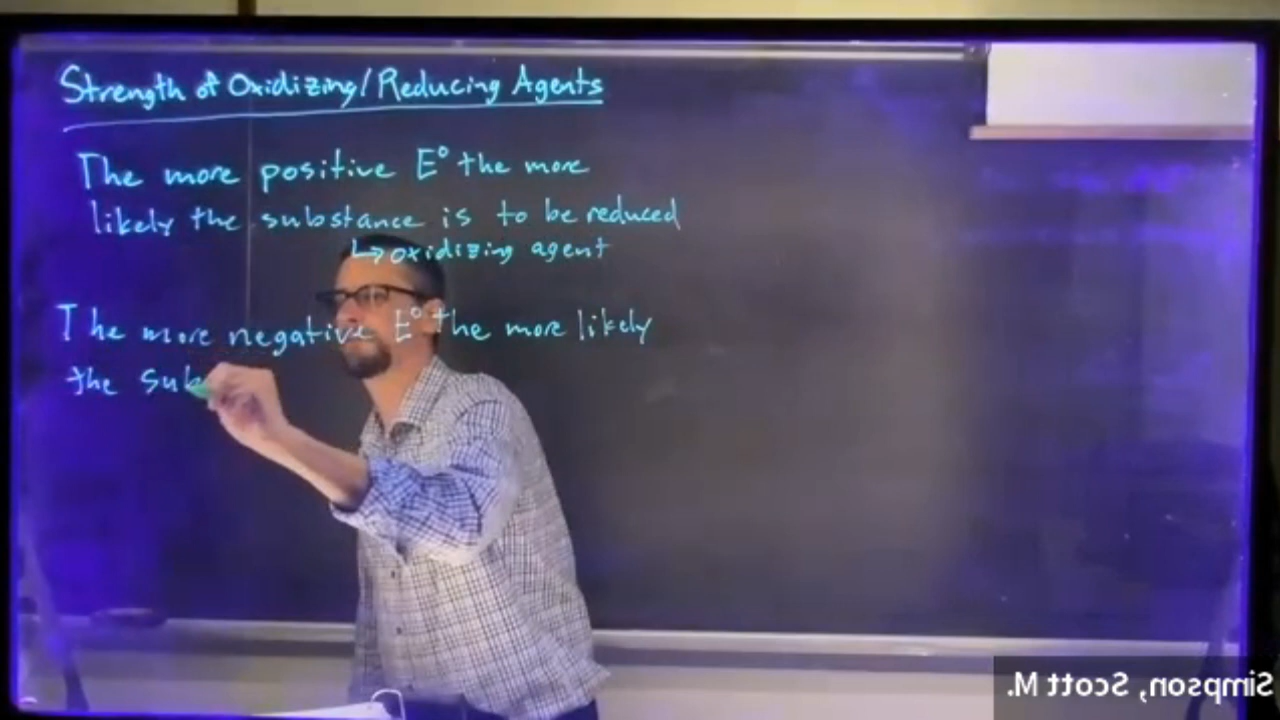 Strength of Oxidizing/Reducing Agents
The more positive E° the more
likely the substance is to be reduced
↳ oxidizing agent
The more negative E° the more likely
the sub
Simpson, Scott M.